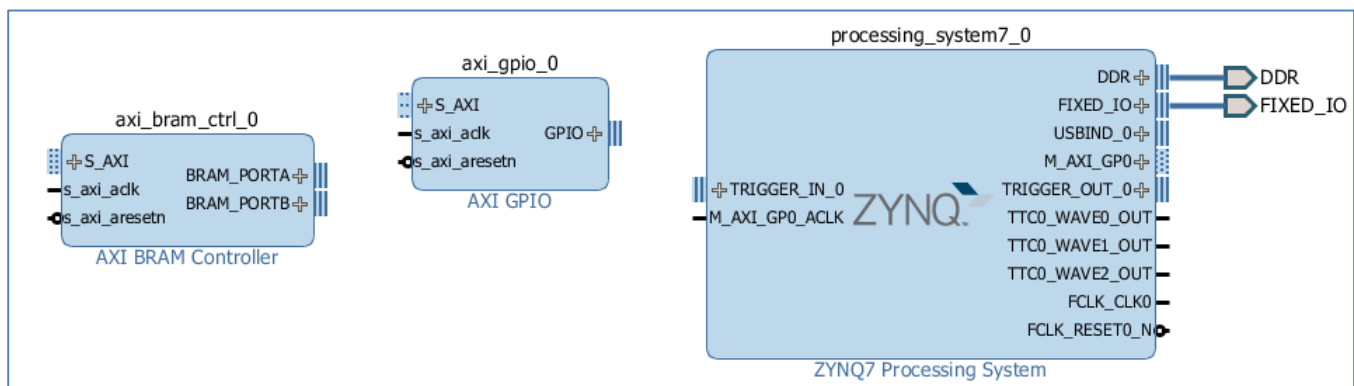 axi_bram_ctrl_0
S_AXI
s_axi_aclk
s_axi_aresetn
BRAM_PORTA
BRAM_PORTB
AXI BRAM Controller
axi_gpio_0
S_AXI
s_axi_aclk
s_axi_aresetn
GPIO
AXI GPIO
processing_system7_0
TRIGGER_IN_0
M_AXI_GP0_ACLK
ZYNQ
DDR
FIXED_IO
USBIND_0
M_AXI_GP0
TRIGGER_OUT_0
TTC0_WAVE0_OUT
TTC0_WAVE1_OUT
TTC0_WAVE2_OUT
FCLK_CLK0
FCLK_RESET0_N
ZYNQ7 Processing System
DDR
FIXED_IO